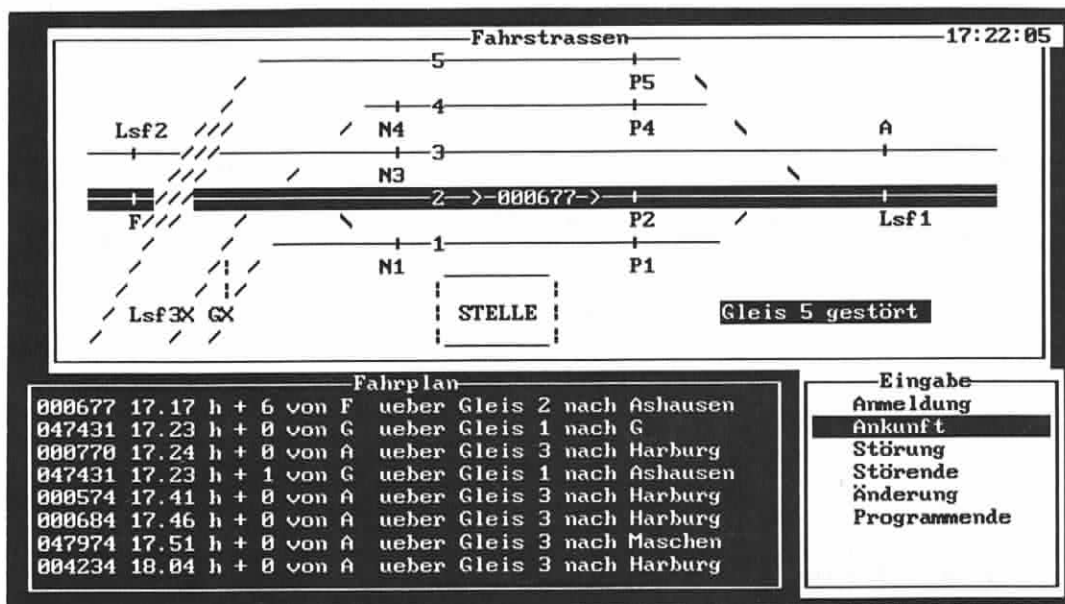 Fahrstrassen 17:22:05
5
P5
4
Lsf2 N4 P4 A
3
N3
2—>-000677->
F P2 Lsf1
1
N1 P1
Lsf3X GX STELLE Gleis 5 gestört
Fahrplan
000677 17.17 h + 6 von F ueber Gleis 2 nach Ashausen
047431 17.23 h + 0 von G ueber Gleis 1 nach G
000770 17.24 h + 0 von A ueber Gleis 3 nach Harburg
047431 17.23 h + 1 von G ueber Gleis 1 nach Ashausen
000574 17.41 h + 0 von A ueber Gleis 3 nach Harburg
000684 17.46 h + 0 von A ueber Gleis 3 nach Harburg
047974 17.51 h + 0 von A ueber Gleis 3 nach Maschen
004234 18.04 h + 0 von A ueber Gleis 3 nach Harburg
Eingabe
Anmeldung
Ankunft
Störung
Störende
Änderung
Programmende